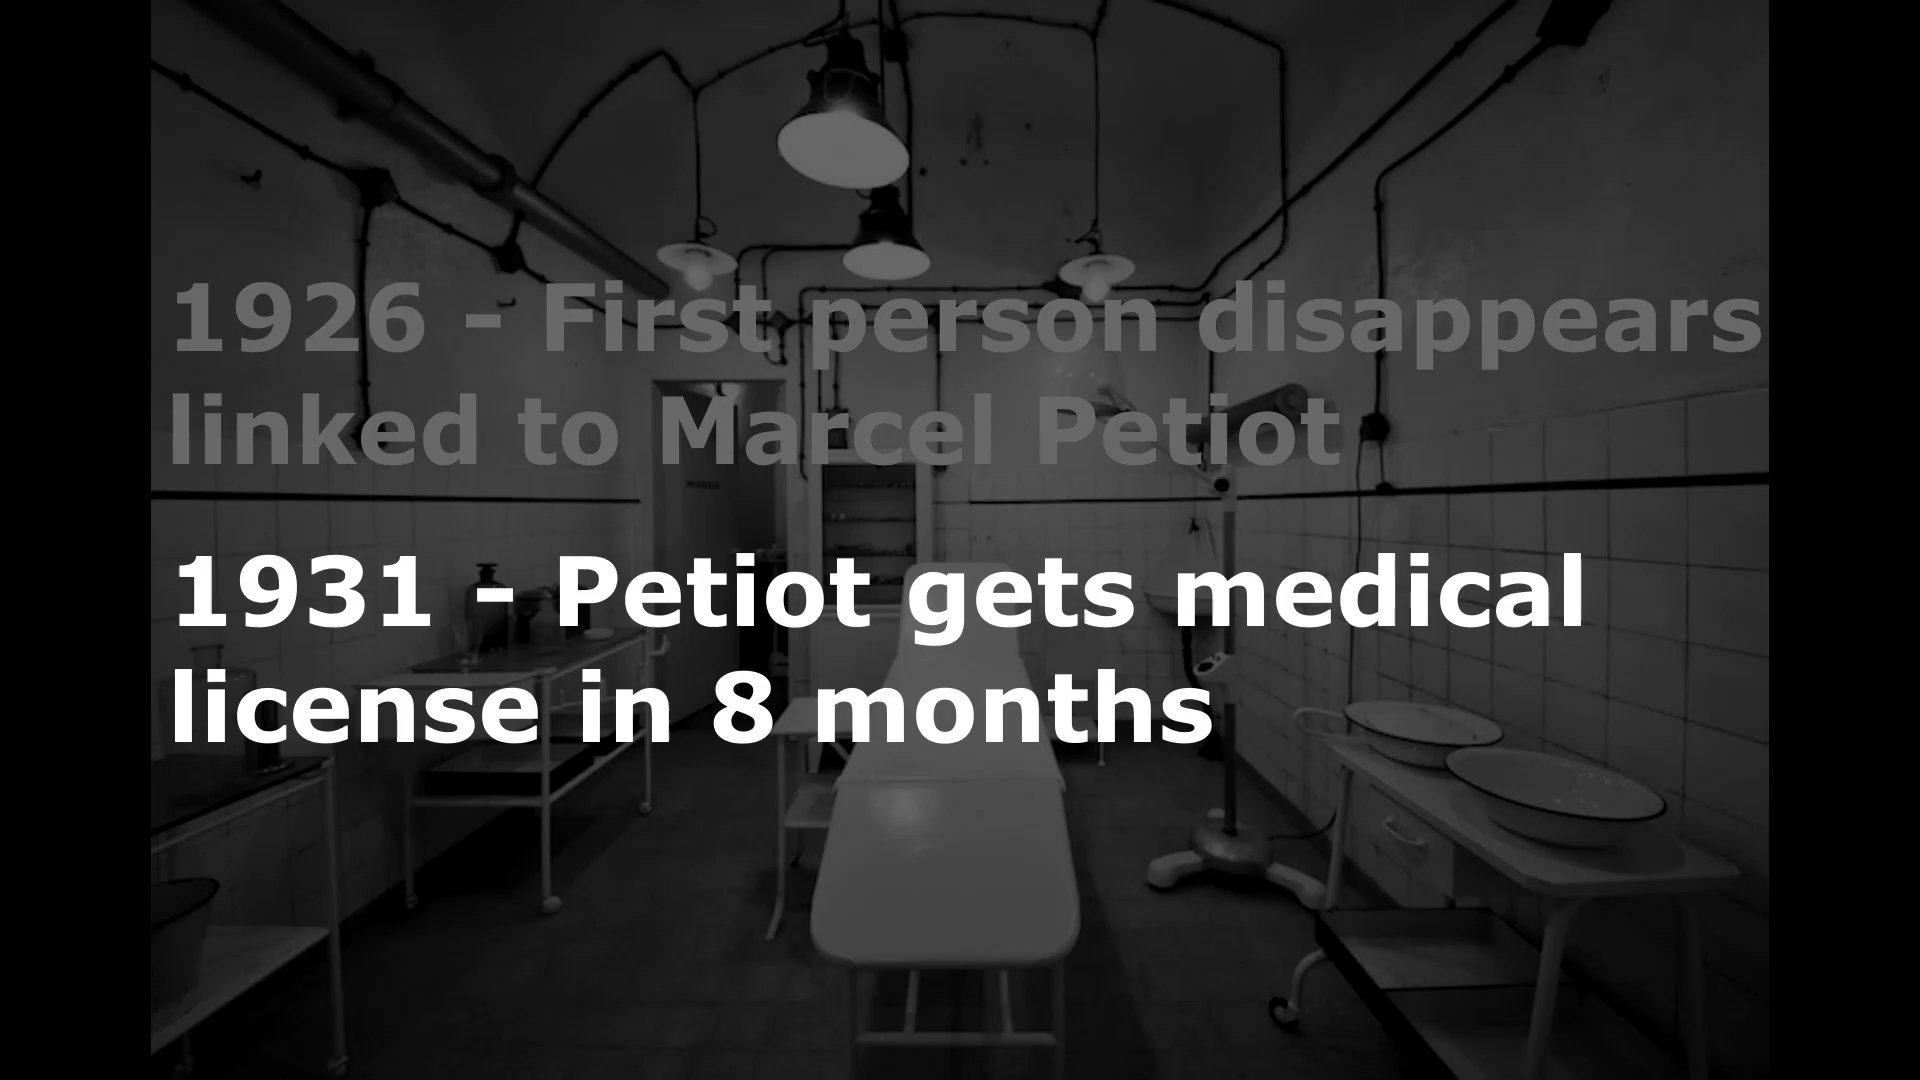 1926 - First person disappears
linked to Marcel Petiot
1931 - Petiot gets medical
license in 8 months